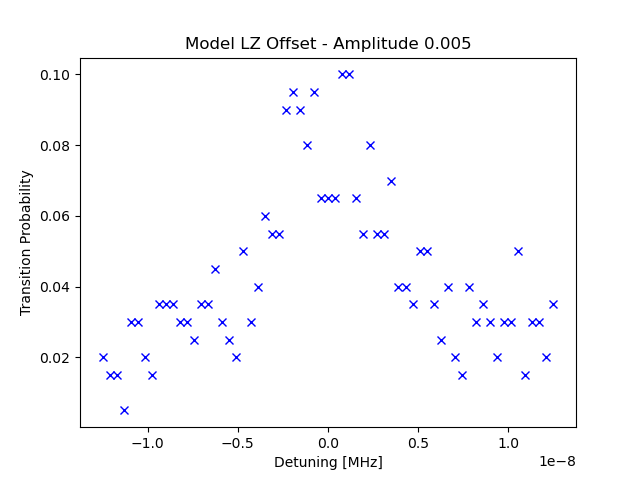 Model LZ Offset - Amplitude 0.005
Transition Probability
0.10
0.08
0.06
0.04
0.02
−1.0 −0.5 0.0 0.5 1.0
Detuning [MHz]
1e−8